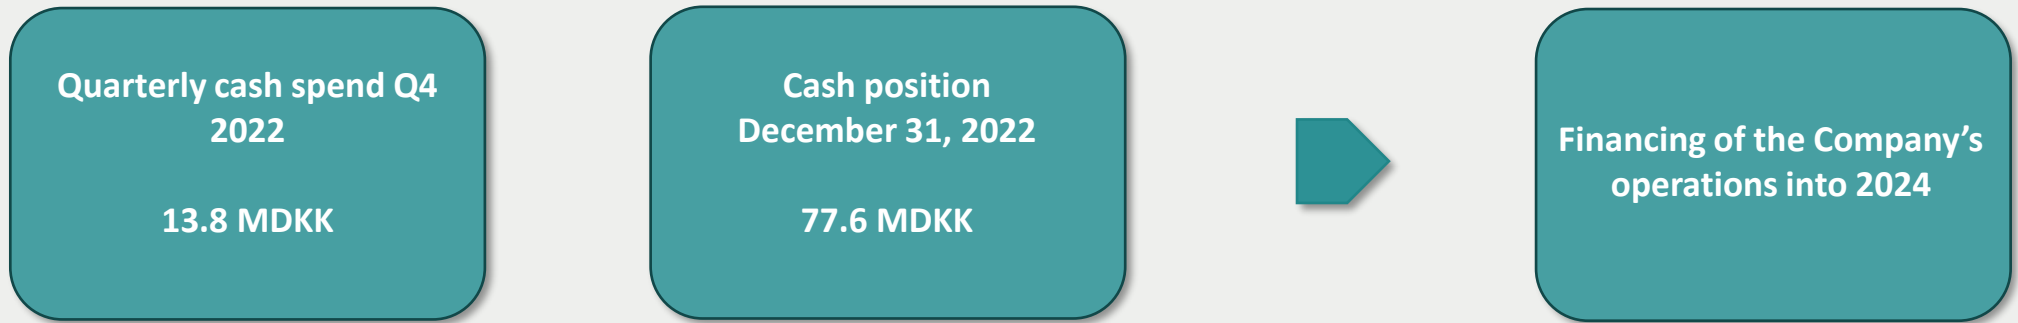 Quarterly cash spend Q4
2022
13.8 MDKK
Cash position
December 31, 2022
77.6 MDKK
Financing of the Company’s
operations into 2024